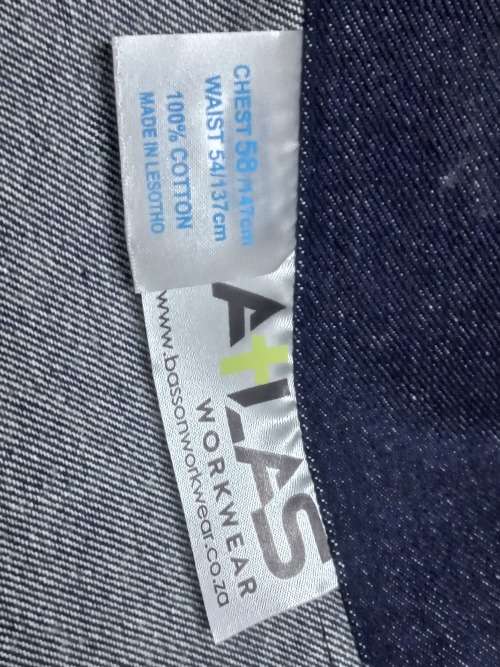 CHEST 58/147cm
WAIST 54/137cm
100% COTTON
MADE IN LESOTHO
ATLAS
WORKWEAR
www.bassonworkwear.co.za